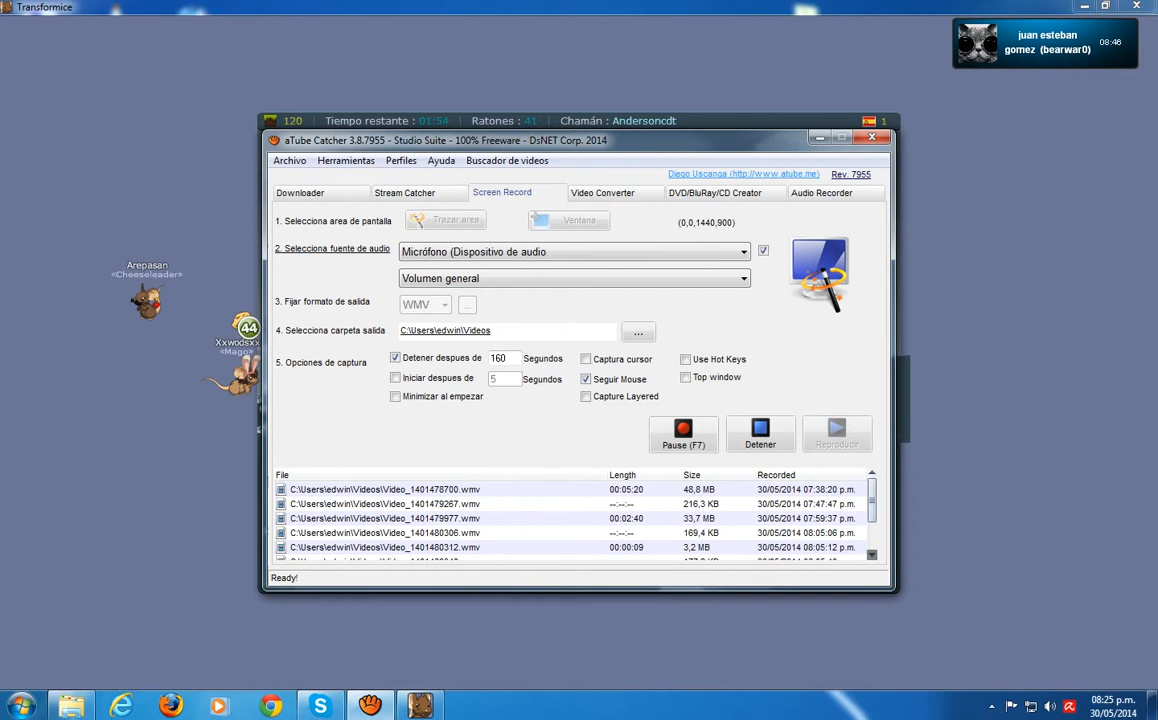 Transformice
juan esteban
gomez (bearwar0)
08:46
120 | Tiempo restante : 01:54 | Ratones : 41 | Chamán : Andersoncdt
1
aTube Catcher 3.8.7955 - Studio Suite - 100% Freeware - DsNET Corp. 2014
Archivo Herramientas Perfiles Ayuda Buscador de videos
Diego Uscanga (http://www.atube.me) Rev. 7955
Downloader Stream Catcher Screen Record Video Converter DVD/BluRay/CD Creator Audio Recorder
1. Selecciona area de pantalla Trazar area Ventana (0,0,1440,900)
2. Selecciona fuente de audio Micrófono (Dispositivo de audio
Volumen general
3. Fijar formato de salida WMV ...
4. Selecciona carpeta salida C:\Users\edwin\Videos ...
5. Opciones de captura
Detener despues de 160 Segundos Captura cursor Use Hot Keys
Iniciar despues de 5 Segundos Seguir Mouse Top window
Minimizar al empezar Capture Layered
Pause (F7) Detener Reproducir
File Length Size Recorded
C:\Users\edwin\Videos\Video_1401478700.wmv 00:05:20 48,8 MB 30/05/2014 07:38:20 p.m.
C:\Users\edwin\Videos\Video_1401479267.wmv --:--:-- 216,3 KB 30/05/2014 07:47:47 p.m.
C:\Users\edwin\Videos\Video_1401479977.wmv 00:02:40 33,7 MB 30/05/2014 07:59:37 p.m.
C:\Users\edwin\Videos\Video_1401480306.wmv --:--:-- 169,4 KB 30/05/2014 08:05:06 p.m.
C:\Users\edwin\Videos\Video_1401480312.wmv 00:00:09 3,2 MB 30/05/2014 08:05:12 p.m.
Ready!
Arepasan
«Cheeseleader»
44
«Mago»
08:25 p.m.
30/05/2014